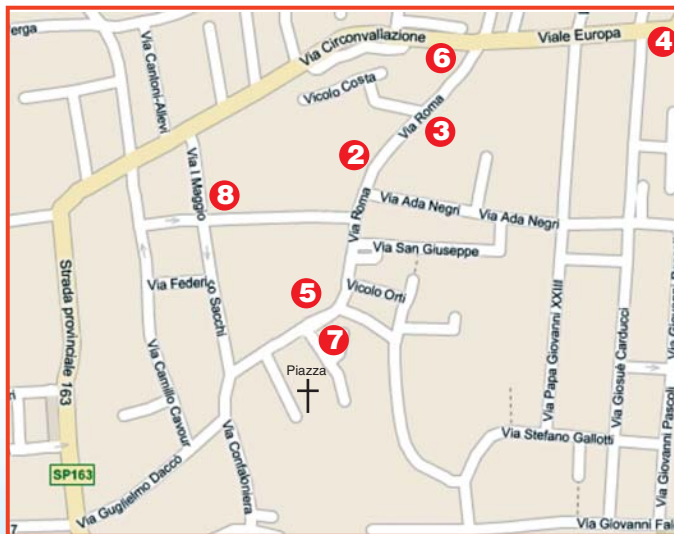 erga
Via Cantoni-Allevi
Via Circonvallazione
Viale Europa
4
6
Vicolo Costa
Via Roma
3
2
Via I Maggio
8
Via Roma
Via Ada Negri
Via Ada Negri
Via San Giuseppe
Strada provinciale 163
Via Federico Sacchi
5
Vicolo Orti
7
Piazza
Via Papa Giovanni XXIII
Via Giosuè Carducci
Via Camillo Cavour
Via Confaloniera
Via Stefano Gallotti
Via Giovanni Pascoli
SP163
Via Guglielmo Daccò
7
Via Giovanni Fal